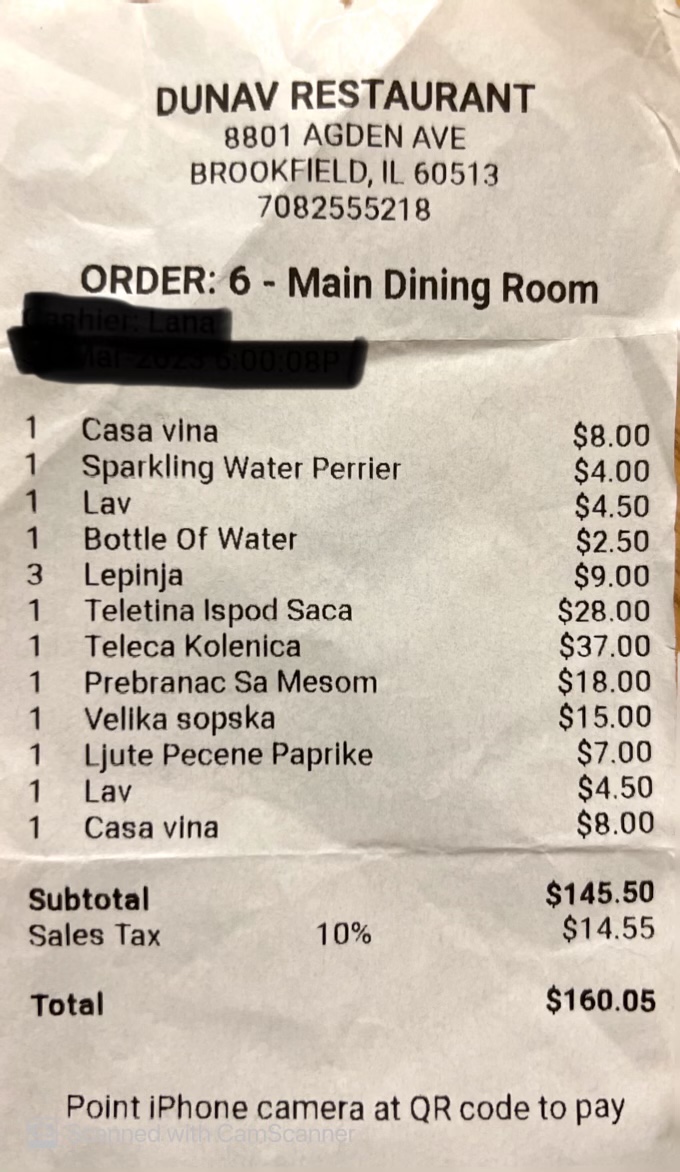 DUNAV RESTAURANT
8801 AGDEN AVE
BROOKFIELD, IL 60513
7082555218
ORDER: 6 - Main Dining Room
1 Casa vina $8.00
1 Sparkling Water Perrier $4.00
1 Lav $4.50
1 Bottle Of Water $2.50
3 Lepinja $9.00
1 Teletina Ispod Saca $28.00
1 Teleca Kolenica $37.00
1 Prebranac Sa Mesom $18.00
1 Velika sopska $15.00
1 Ljute Pecene Paprike $7.00
1 Lav $4.50
1 Casa vina $8.00
Subtotal $145.50
Sales Tax 10% $14.55
Total $160.05
Point iPhone camera at QR code to pay
Scanned with CamScanner